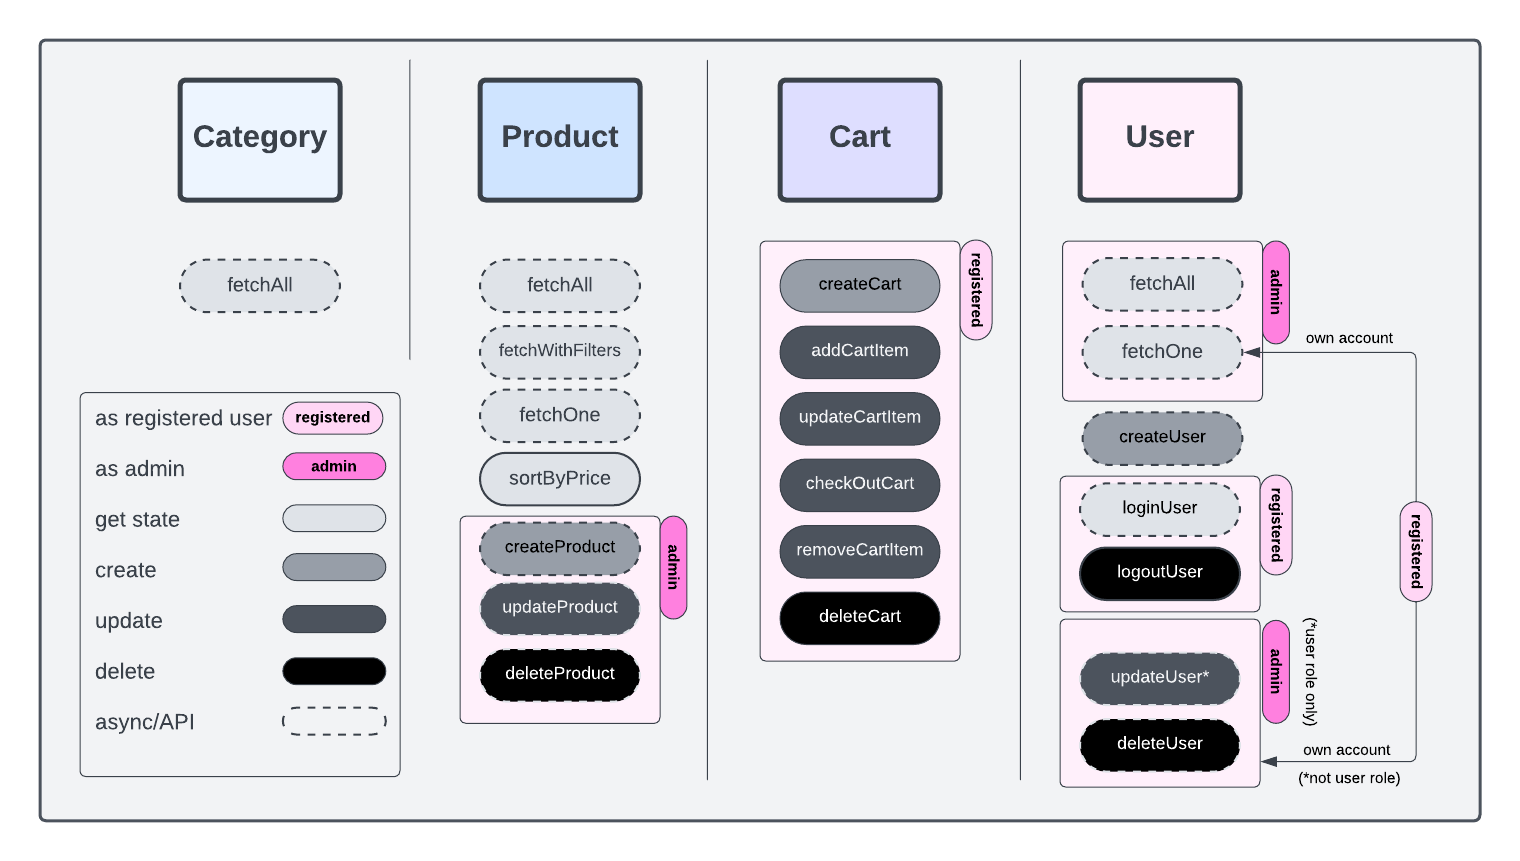 Category
fetchAll
as registered user
registered
as admin
admin
get state
create
update
delete
async/API
Product
fetchAll
fetchWithFilters
fetchOne
sortByPrice
createProduct
updateProduct
deleteProduct
admin
Cart
createCart
addCartItem
updateCartItem
checkOutCart
removeCartItem
deleteCart
registered
User
fetchAll
fetchOne
admin
own account
createUser
loginUser
logoutUser
registered
registered
updateUser*
deleteUser
admin
(*user role only)
own account
(*not user role)